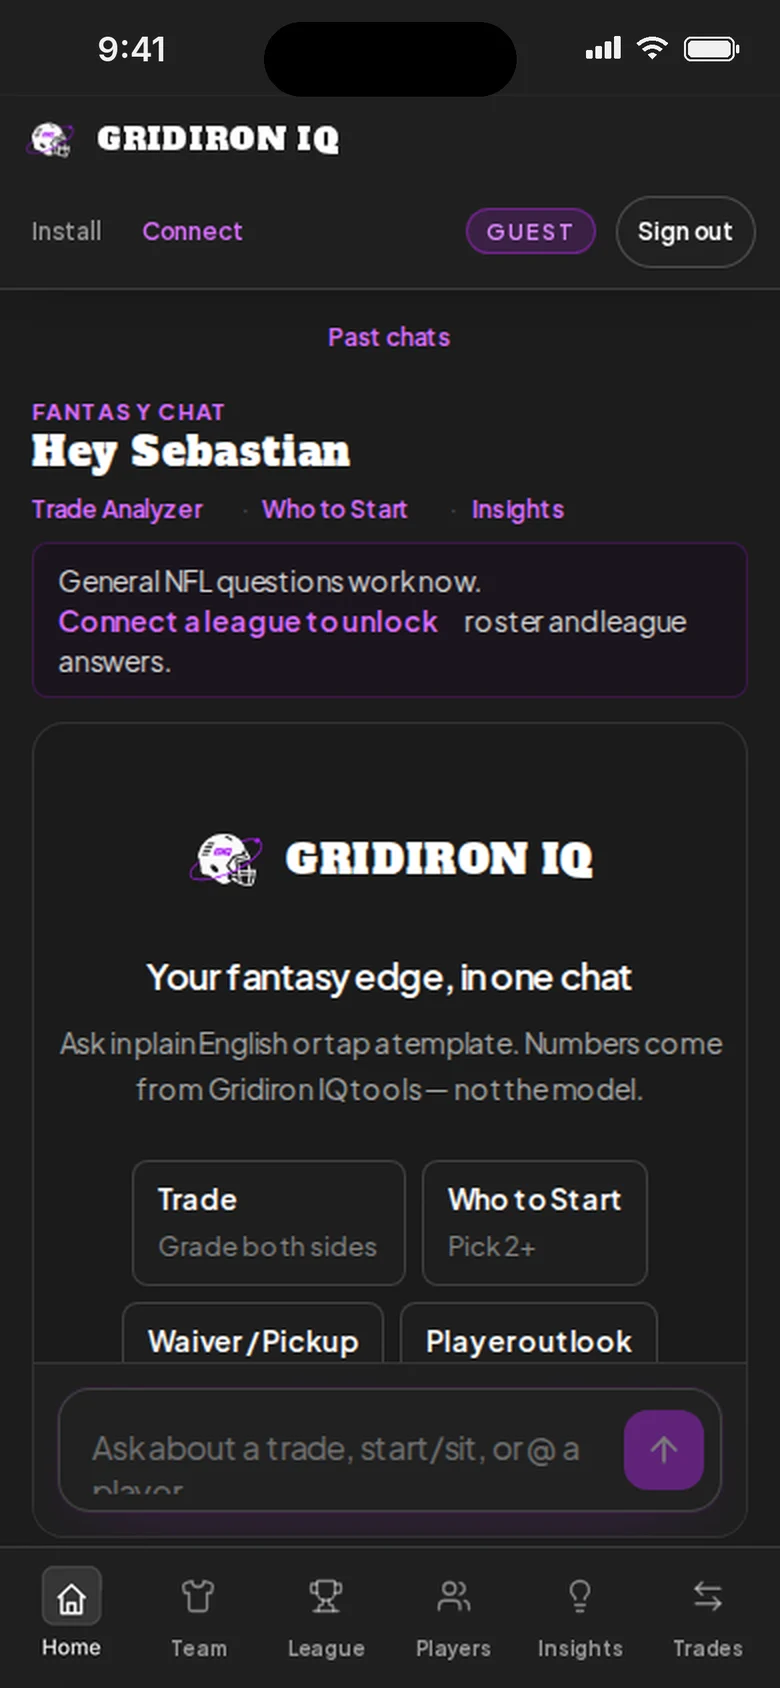 9:41
GRIDIRON IQ
Install Connect GUEST Sign out
Past chats
FANTASY CHAT
Hey Sebastian
Trade Analyzer · Who to Start · Insights
General NFL questions work now.
Connect a league to unlock roster and league
answers.
GRIDIRON IQ
Your fantasy edge, in one chat
Ask in plain English or tap a template. Numbers come
from Gridiron IQ tools — not the model.
Trade
Grade both sides
Who to Start
Pick 2+
Waiver / Pickup
Player outlook
Ask about a trade, start/sit, or @ a
player
Home Team League Players Insights Trades